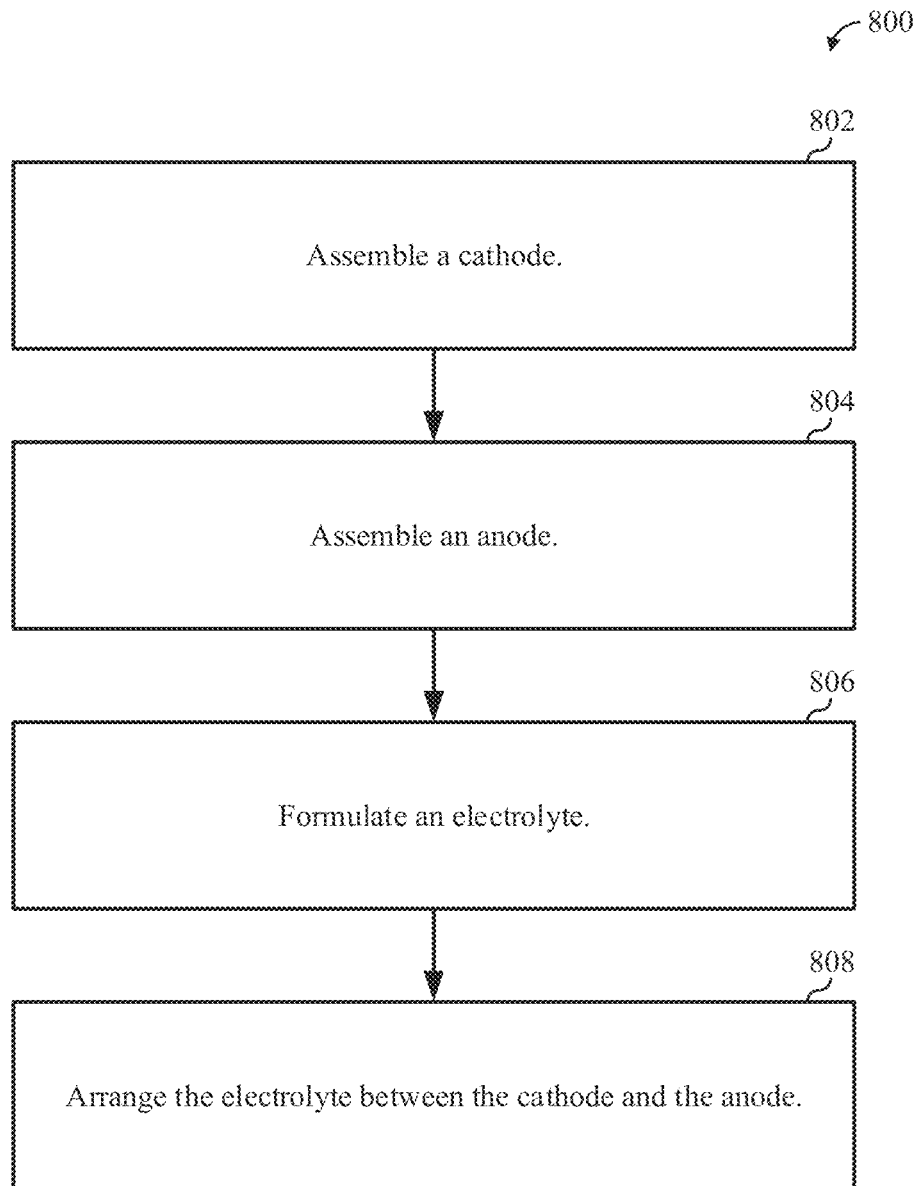 800
802
Assemble a cathode.
804
Assemble an anode.
806
Formulate an electrolyte.
808
Arrange the electrolyte between the cathode and the anode.